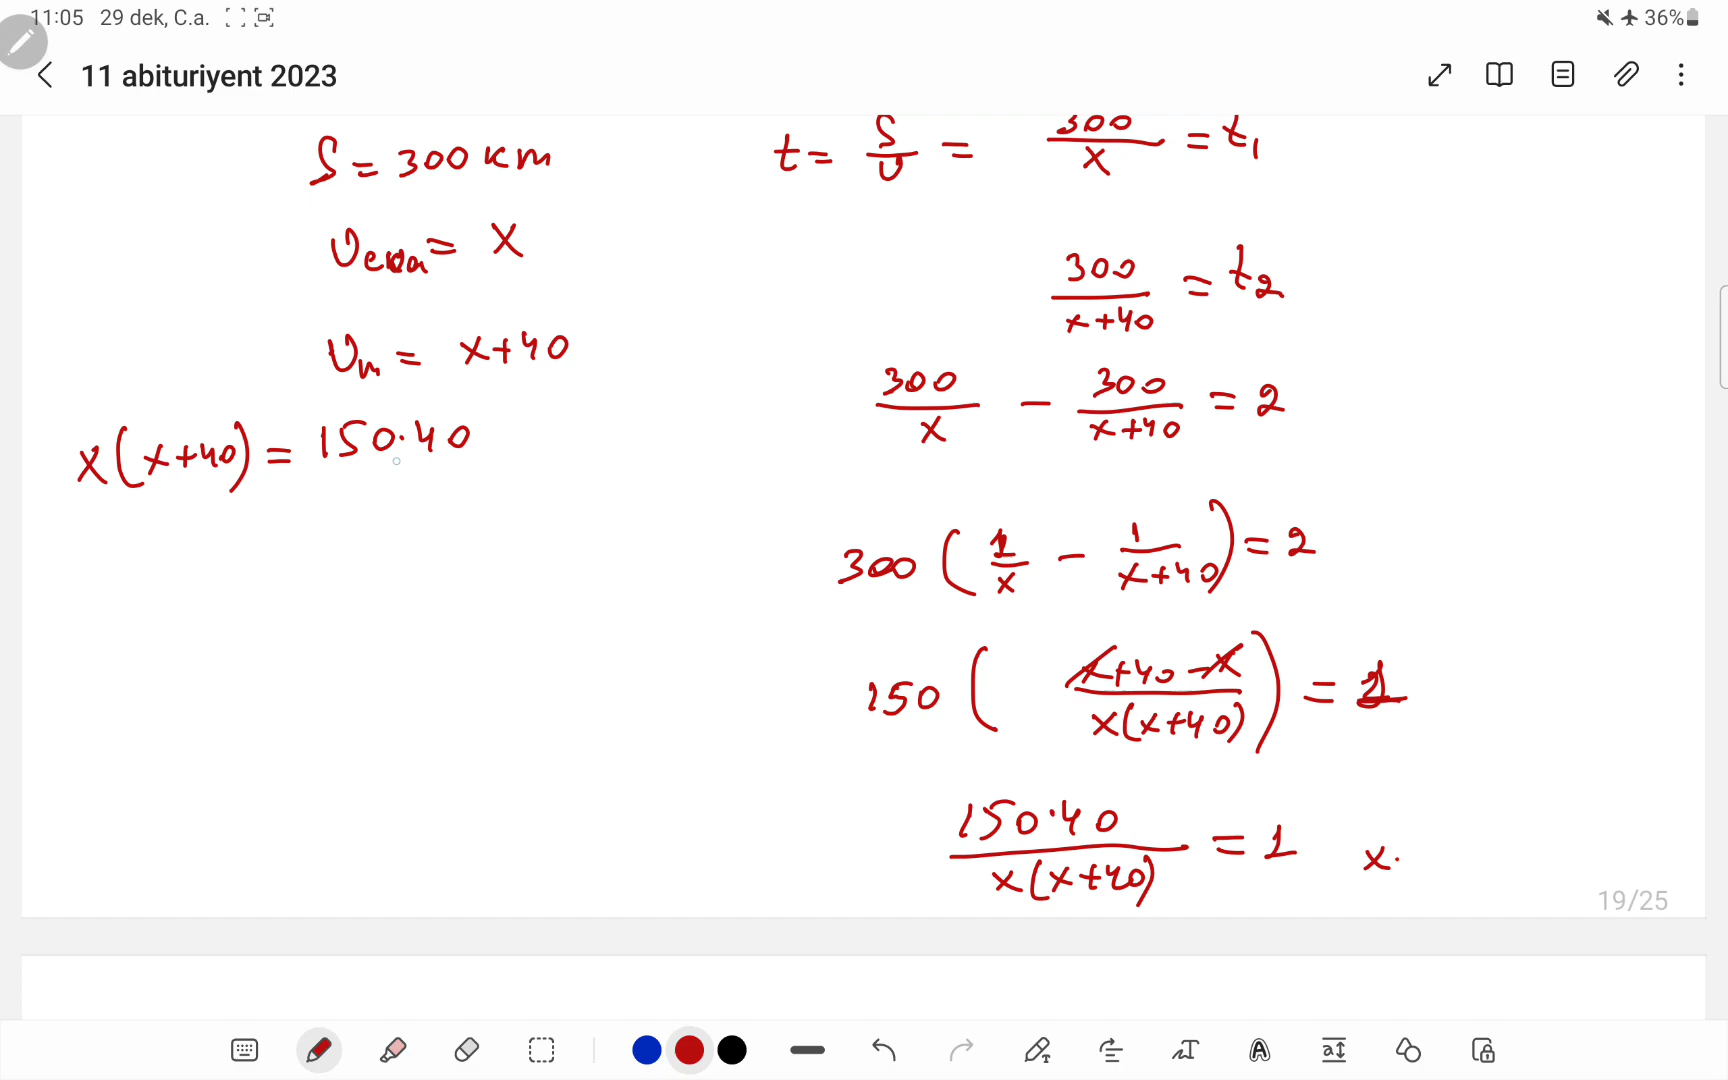 11:05 29 dek, C.a.
36%
11 abituriyent 2023
S = 300 km
t = S/v = 300/x = t₁
v = x
300/(x+40) = t₂
vₘ = x+40
300/x − 300/(x+40) = 2
x(x+40) = 150·40
300(1/x − 1/(x+40)) = 2
150((x+40−x)/(x(x+40))) = 1
(150·40)/(x(x+40)) = 1 x·
19/25